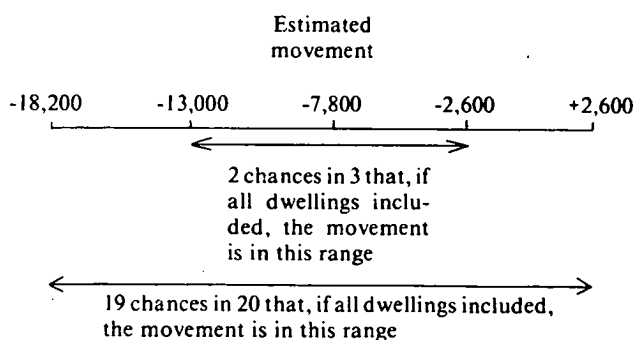 Estimated
movement
-18,200 -13,000 -7,800 -2,600 +2,600
2 chances in 3 that, if
all dwellings inclu-
ded, the movement
is in this range
19 chances in 20 that, if all dwellings included,
the movement is in this range